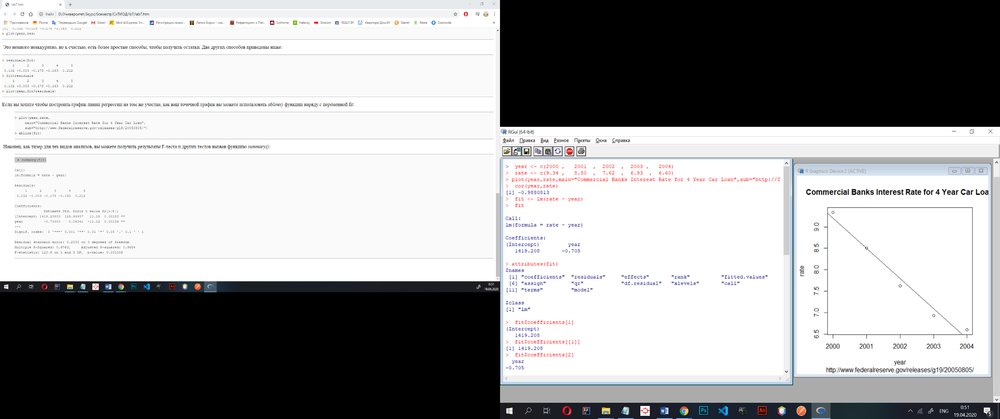 lab7.htm
Файл D:/Университет/3курс/6семестр/СиТИОД/lb7/lab7.htm
Приложения Почта Переводчик Google Gmail Мой AliExpress: Уп... Регистрация новог... Лапин Борис - ска... Рефакторинг и Пат... GoHome Hata.by Sindom REALT.BY Квартира-Дом.BY Slanet Resta Domovita »
[1] 0.132 -0.003 -0.178 -0.163 0.212
> plot(year,res)
Это немного неаккуратно, но к счастью, есть более простые способы, чтобы получить остатки. Два других способов приведены ниже:
> residuals(fit)
1 2 3 4 5
0.132 -0.003 -0.178 -0.163 0.212
> fit$residuals
1 2 3 4 5
0.132 -0.003 -0.178 -0.163 0.212
> plot(year,fit$residuals)
Если вы хотите чтобы построить график линии регрессии на том же участке, как ваш точечной график вы можете использовать abline() функции наряду с переменной fit:
> plot(year,rate,
main="Commercial Banks Interest Rate for 4 Year Car Loan",
sub="http://www.federalreserve.gov/releases/g19/20050805/")
> abline(fit)
Наконец, как тизер для тех видов анализов, вы можете получить результаты F-теста и других тестов вызвав функцию summary():
> summary(fit)
Call:
lm(formula = rate ~ year)
Residuals:
1 2 3 4 5
0.132 -0.003 -0.178 -0.163 0.212
Coefficients:
Estimate Std. Error t value Pr(>|t|)
(Intercept) 1419.20800 126.94957 11.18 0.00153 **
year -0.70500 0.06341 -11.12 0.00156 **
---
Signif. codes: 0 '***' 0.001 '**' 0.01 '*' 0.05 '.' 0.1 ' ' 1
Residual standard error: 0.2005 on 3 degrees of freedom
Multiple R-Squared: 0.9763, Adjusted R-squared: 0.9684
F-statistic: 123.6 on 1 and 3 DF, p-value: 0.001559
0:51
19.04.2020
RGui (64-bit)
Файл Правка Вид Разное Пакеты Окна Справка
STOP
> year <- c(2000 , 2001 , 2002 , 2003 , 2004)
> rate <- c(9.34 , 8.50 , 7.62 , 6.93 , 6.60)
> plot(year,rate,main="Commercial Banks Interest Rate for 4 Year Car Loan",sub="http://$
> cor(year,rate)
[1] -0.9880813
> fit <- lm(rate ~ year)
> fit
Call:
lm(formula = rate ~ year)
Coefficients:
(Intercept) year
1419.208 -0.705
> attributes(fit)
$names
[1] "coefficients" "residuals" "effects" "rank" "fitted.values"
[6] "assign" "qr" "df.residual" "xlevels" "call"
[11] "terms" "model"
$class
[1] "lm"
> fit$coefficients[1]
(Intercept)
1419.208
> fit$coefficients[[1]]
[1] 1419.208
> fit$coefficients[2]
year
-0.705
R Graphics: Device 2 (ACTIVE)
Commercial Banks Interest Rate for 4 Year Car Loa
rate
9.0
8.5
8.0
7.5
7.0
6.5
2000 2001 2002 2003 2004
year
http://www.federalreserve.gov/releases/g19/20050805/
ENG
0:51
19.04.2020
5